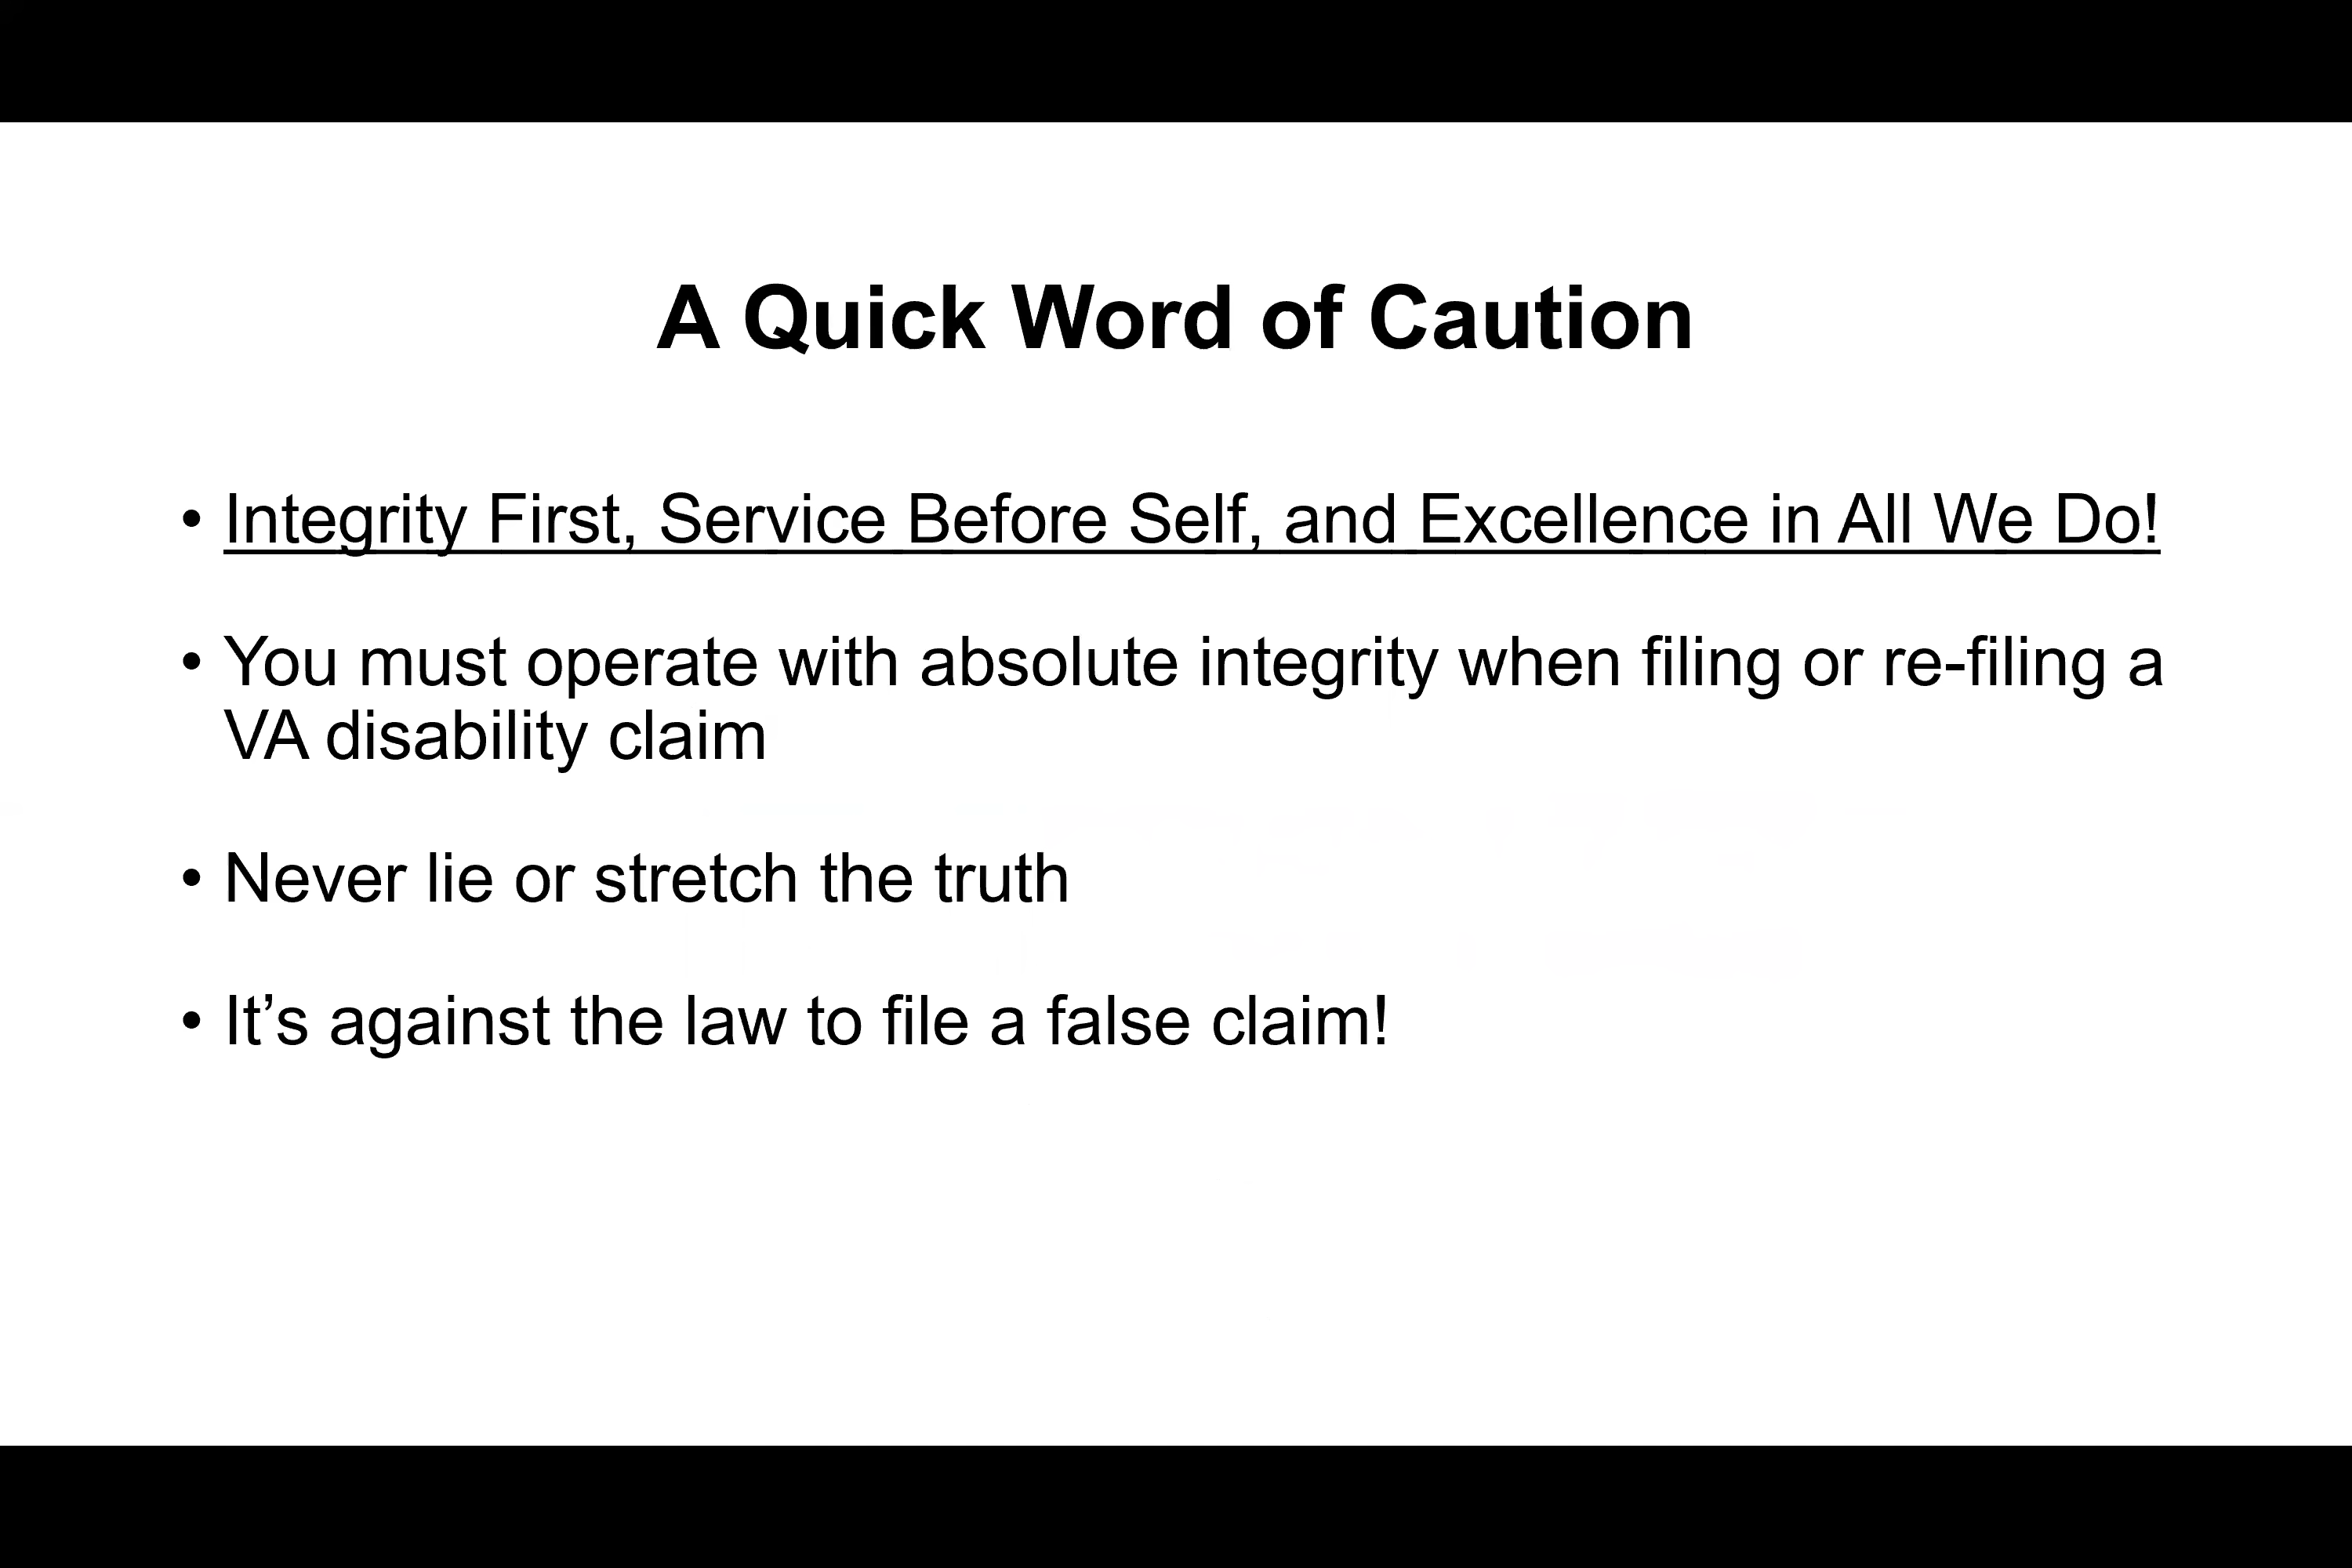 A Quick Word of Caution
• Integrity First, Service Before Self, and Excellence in All We Do!
• You must operate with absolute integrity when filing or re-filing a
VA disability claim
• Never lie or stretch the truth
• It’s against the law to file a false claim!